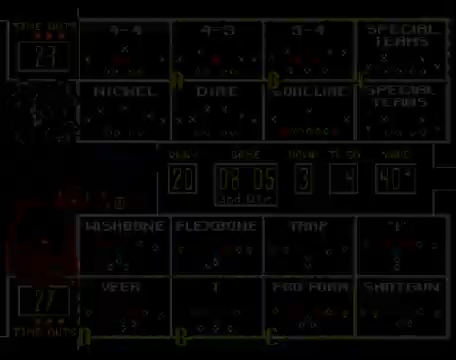 TIME OUTS
23
4-4
4-3
3-4
SPECIAL TEAMS
A
B
C
NICKEL
DIME
GOALLINE
SPECIAL TEAMS
PLAY
GAME
DOWN
TO GO
20
08 05
3
4
40
2nd QTR
WISHBONE
FLEXBONE
TRAP
"I"
27
TIME OUTS
VEER
T
PRO FORM
SHOTGUN
A
B
C